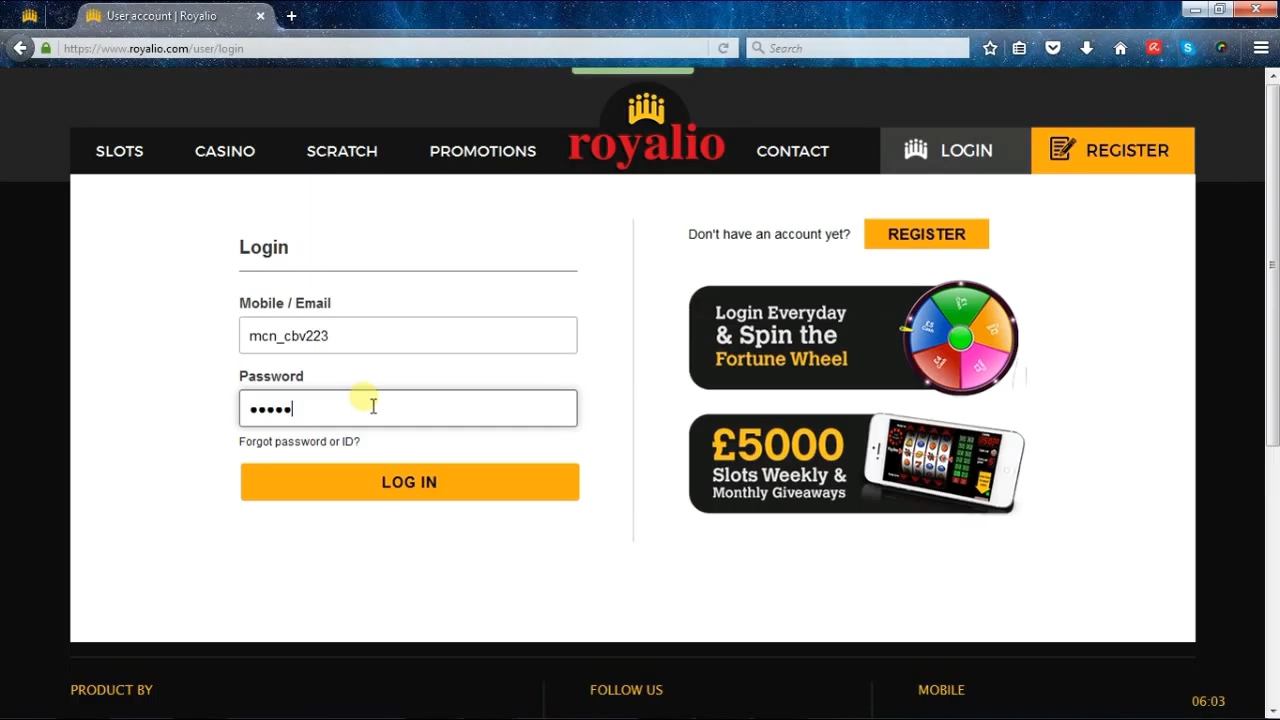 User account | Royalio
https://www.royalio.com/user/login
Search
SLOTS
CASINO
SCRATCH
PROMOTIONS
royalio
CONTACT
LOGIN
REGISTER
Login
Mobile / Email
mcn_cbv223
Password
Forgot password or ID?
LOG IN
Don't have an account yet?
REGISTER
Login Everyday
& Spin the
Fortune Wheel
£5000
Slots Weekly &
Monthly Giveaways
PRODUCT BY
FOLLOW US
MOBILE
06:03